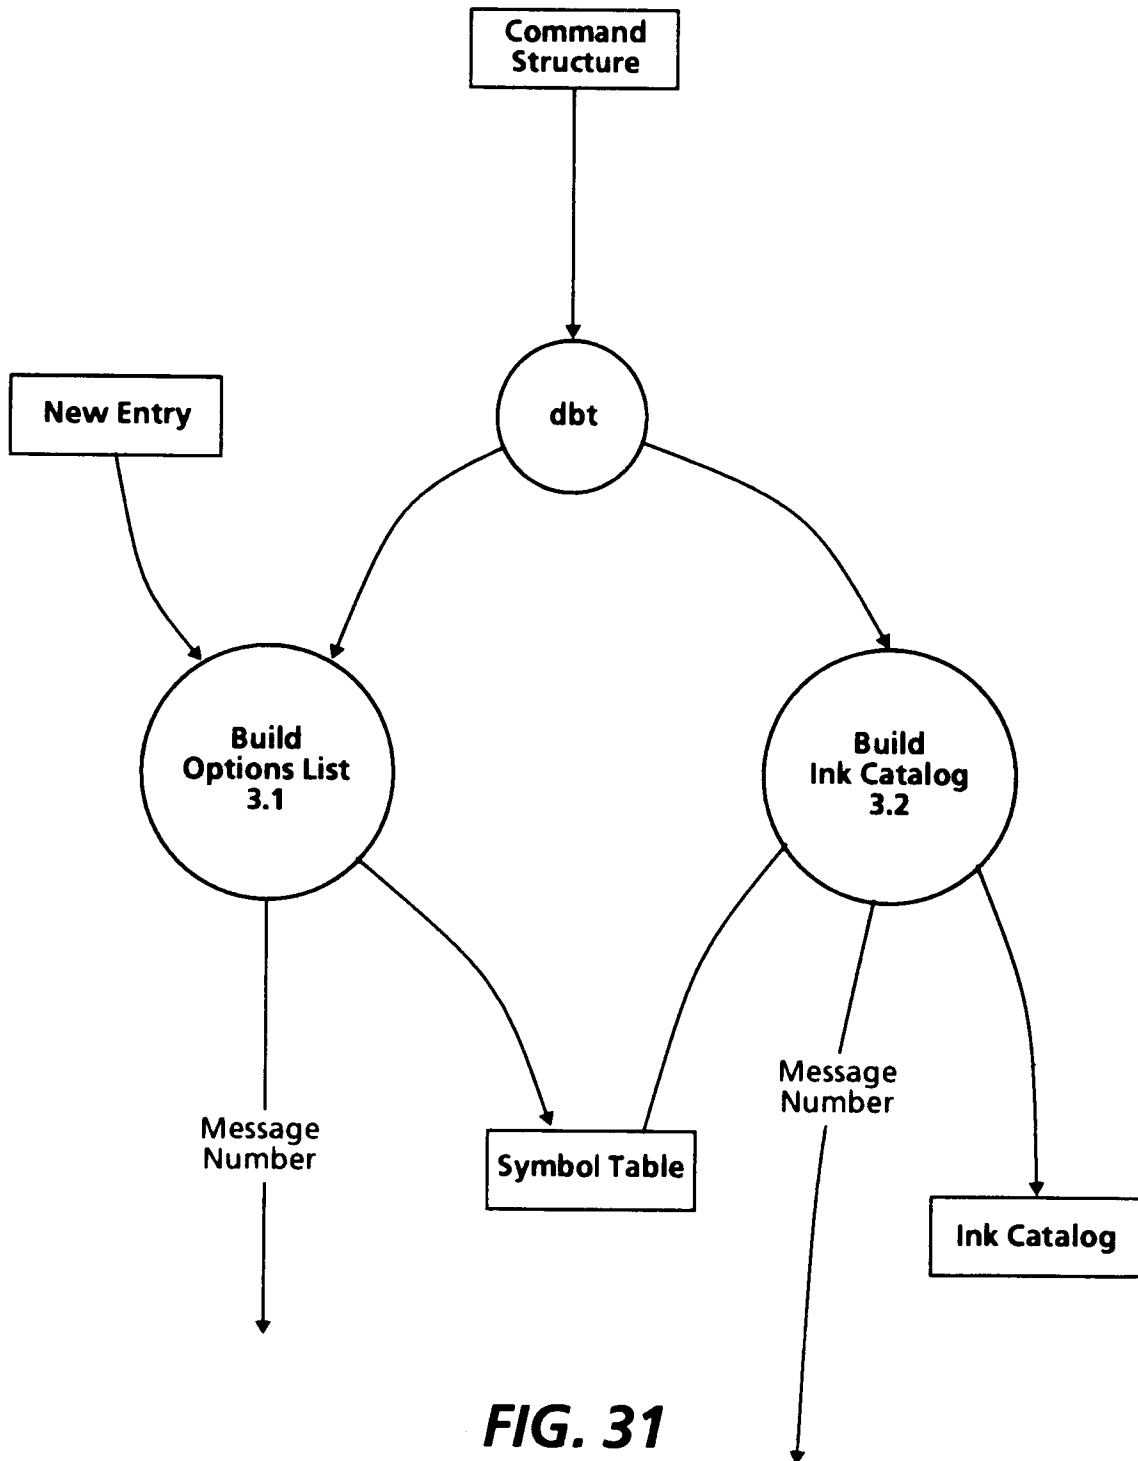 Command
Structure
New Entry
dbt
Build
Options List
3.1
Build
Ink Catalog
3.2
Message
Number
Message
Number
Symbol Table
Ink Catalog
FIG. 31